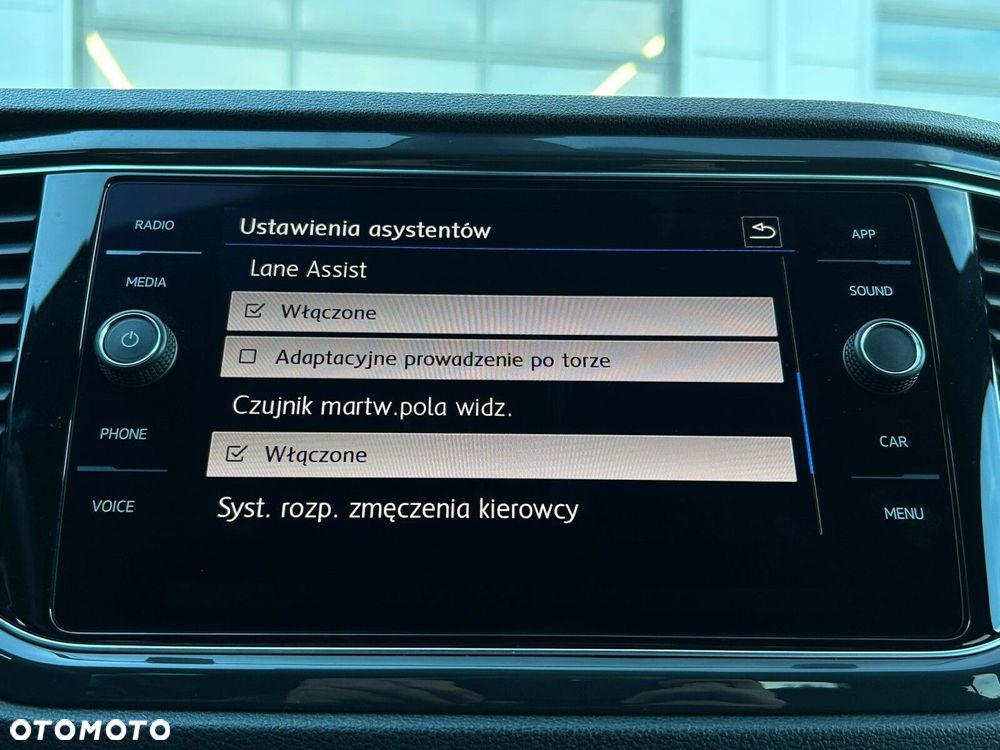 RADIO
MEDIA
PHONE
VOICE
Ustawienia asystentów
Lane Assist
Włączone
Adaptacyjne prowadzenie po torze
Czujnik martw.pola widz.
Włączone
Syst. rozp. zmęczenia kierowcy
APP
SOUND
CAR
MENU
OTOMOTO